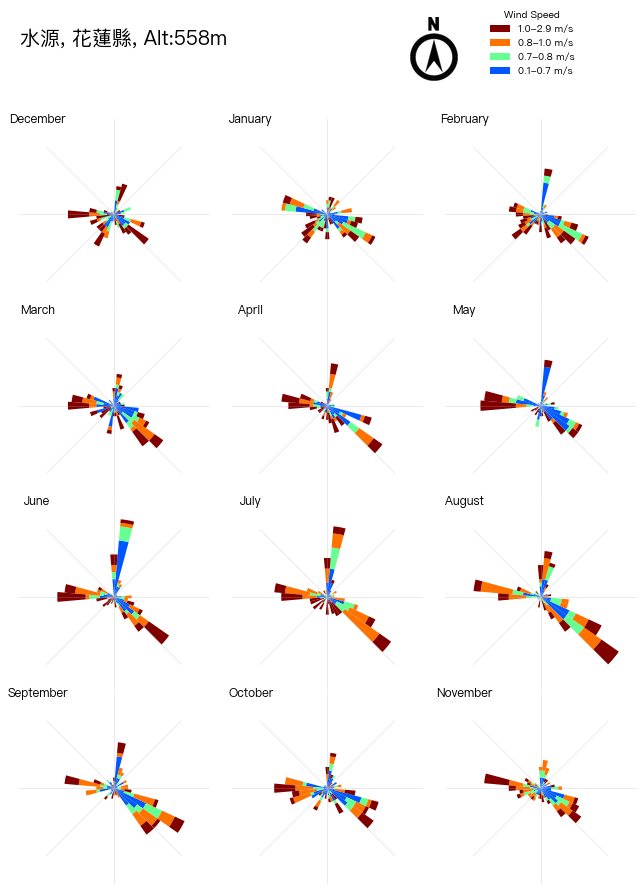 水源, 花蓮縣, Alt:558m
N
Wind Speed
1.0–2.9 m/s
0.8–1.0 m/s
0.7–0.8 m/s
0.1–0.7 m/s
December
January
February
March
April
May
June
July
August
September
October
November